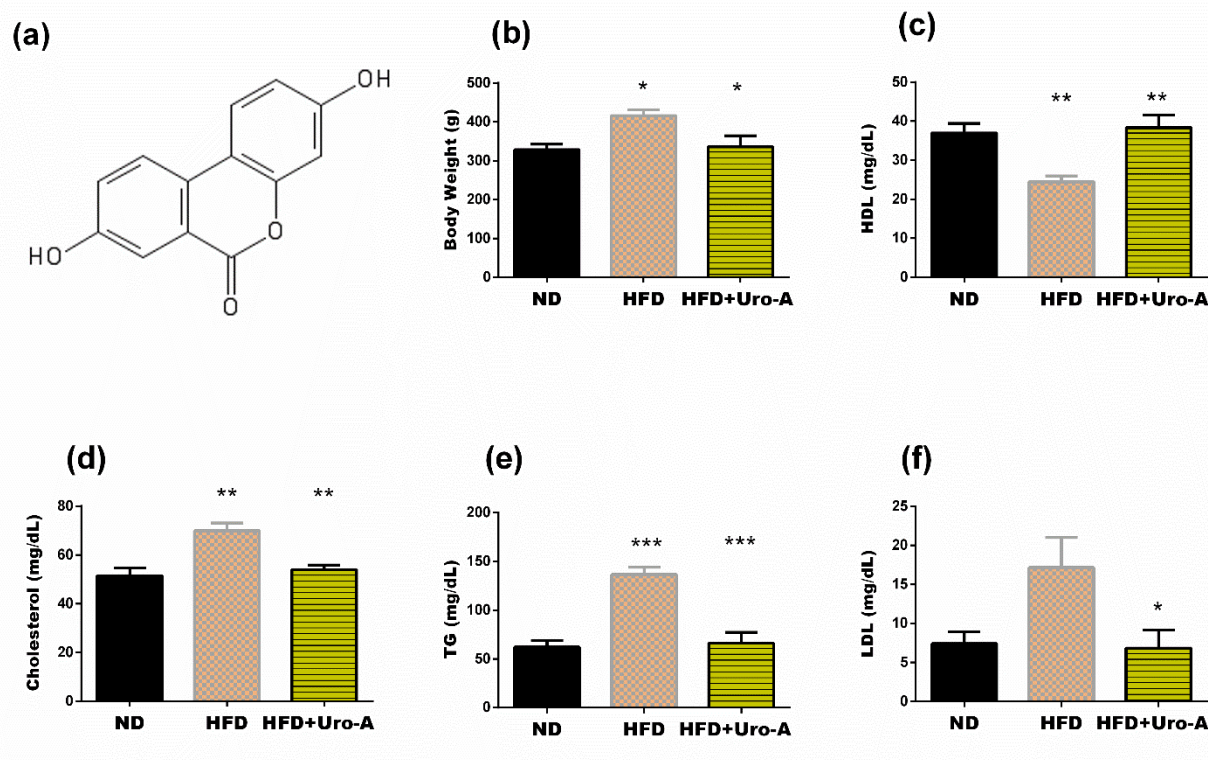 (a)
OH
HO
O
O
(b)
Body Weight (g)
500
400
300
200
100
0
*
*
ND HFD HFD+Uro-A
(c)
HDL (mg/dL)
50
40
30
20
10
0
**
**
ND HFD HFD+Uro-A
(d)
Cholesterol (mg/dL)
80
60
40
20
0
**
**
ND HFD HFD+Uro-A
(e)
TG (mg/dL)
200
150
100
50
0
***
***
ND HFD HFD+Uro-A
(f)
LDL (mg/dL)
25
20
15
10
5
0
*
ND HFD HFD+Uro-A